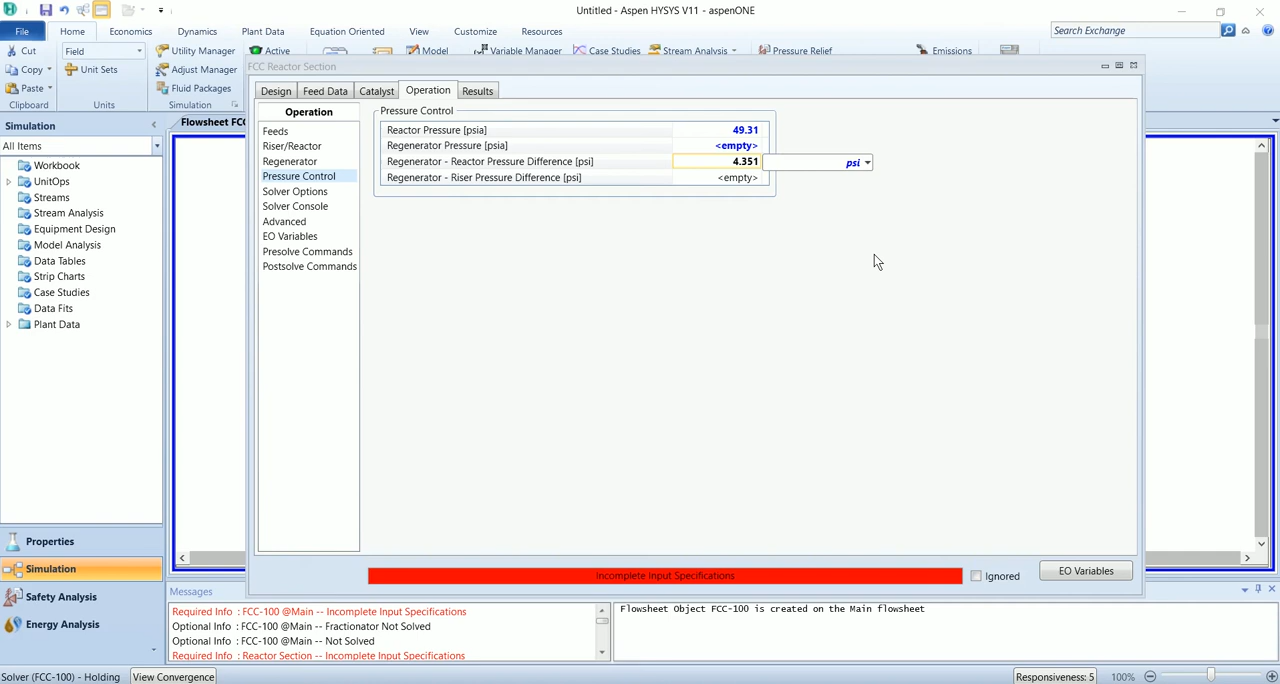 Untitled - Aspen HYSYS V11 - aspenONE
File Home Economics Dynamics Plant Data Equation Oriented View Customize Resources Search Exchange
Cut Field Utility Manager Active Model Variable Manager Case Studies Stream Analysis Pressure Relief Emissions
Copy Unit Sets Adjust Manager
Paste Fluid Packages
Clipboard Units Simulation
FCC Reactor Section
Design Feed Data Catalyst Operation Results
Simulation
Flowsheet FCC
All Items
Workbook
UnitOps
Streams
Stream Analysis
Equipment Design
Model Analysis
Data Tables
Strip Charts
Case Studies
Data Fits
Plant Data
Properties
Simulation
Safety Analysis
Energy Analysis
Operation
Feeds
Riser/Reactor
Regenerator
Pressure Control
Solver Options
Solver Console
Advanced
EO Variables
Presolve Commands
Postsolve Commands
Pressure Control
Reactor Pressure [psia] 49.31
Regenerator Pressure [psia] <empty>
Regenerator - Reactor Pressure Difference [psi] 4.351 psi
Regenerator - Riser Pressure Difference [psi] <empty>
Incomplete Input Specifications Ignored EO Variables
Messages
Required Info : FCC-100 @Main -- Incomplete Input Specifications
Optional Info : FCC-100 @Main -- Fractionator Not Solved
Optional Info : FCC-100 @Main -- Not Solved
Required Info : Reactor Section -- Incomplete Input Specifications
Flowsheet Object FCC-100 is created on the Main flowsheet
Solver (FCC-100) - Holding View Convergence Responsiveness: 5 100%